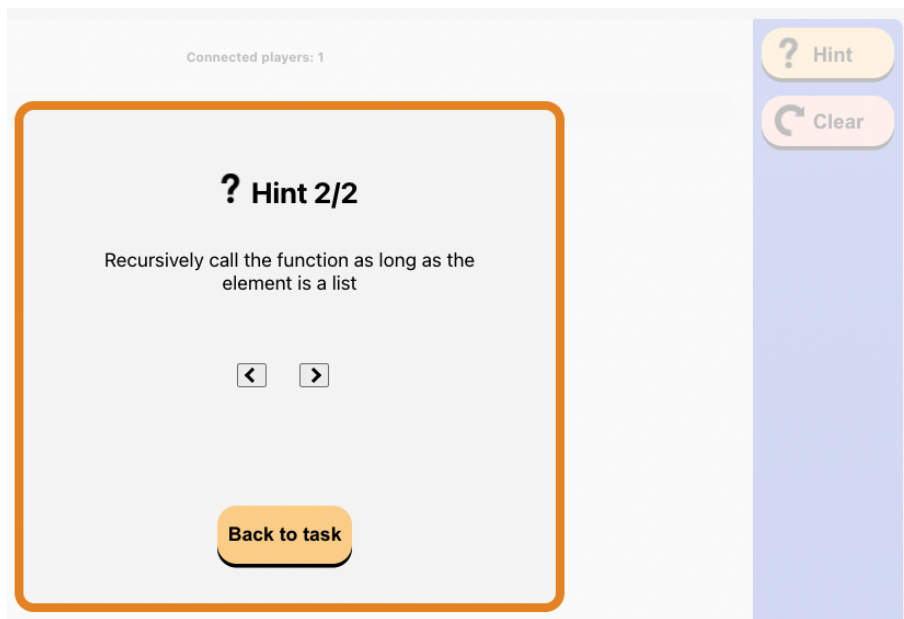 Connected players: 1
? Hint
Clear
? Hint 2/2
Recursively call the function as long as the
element is a list
Back to task